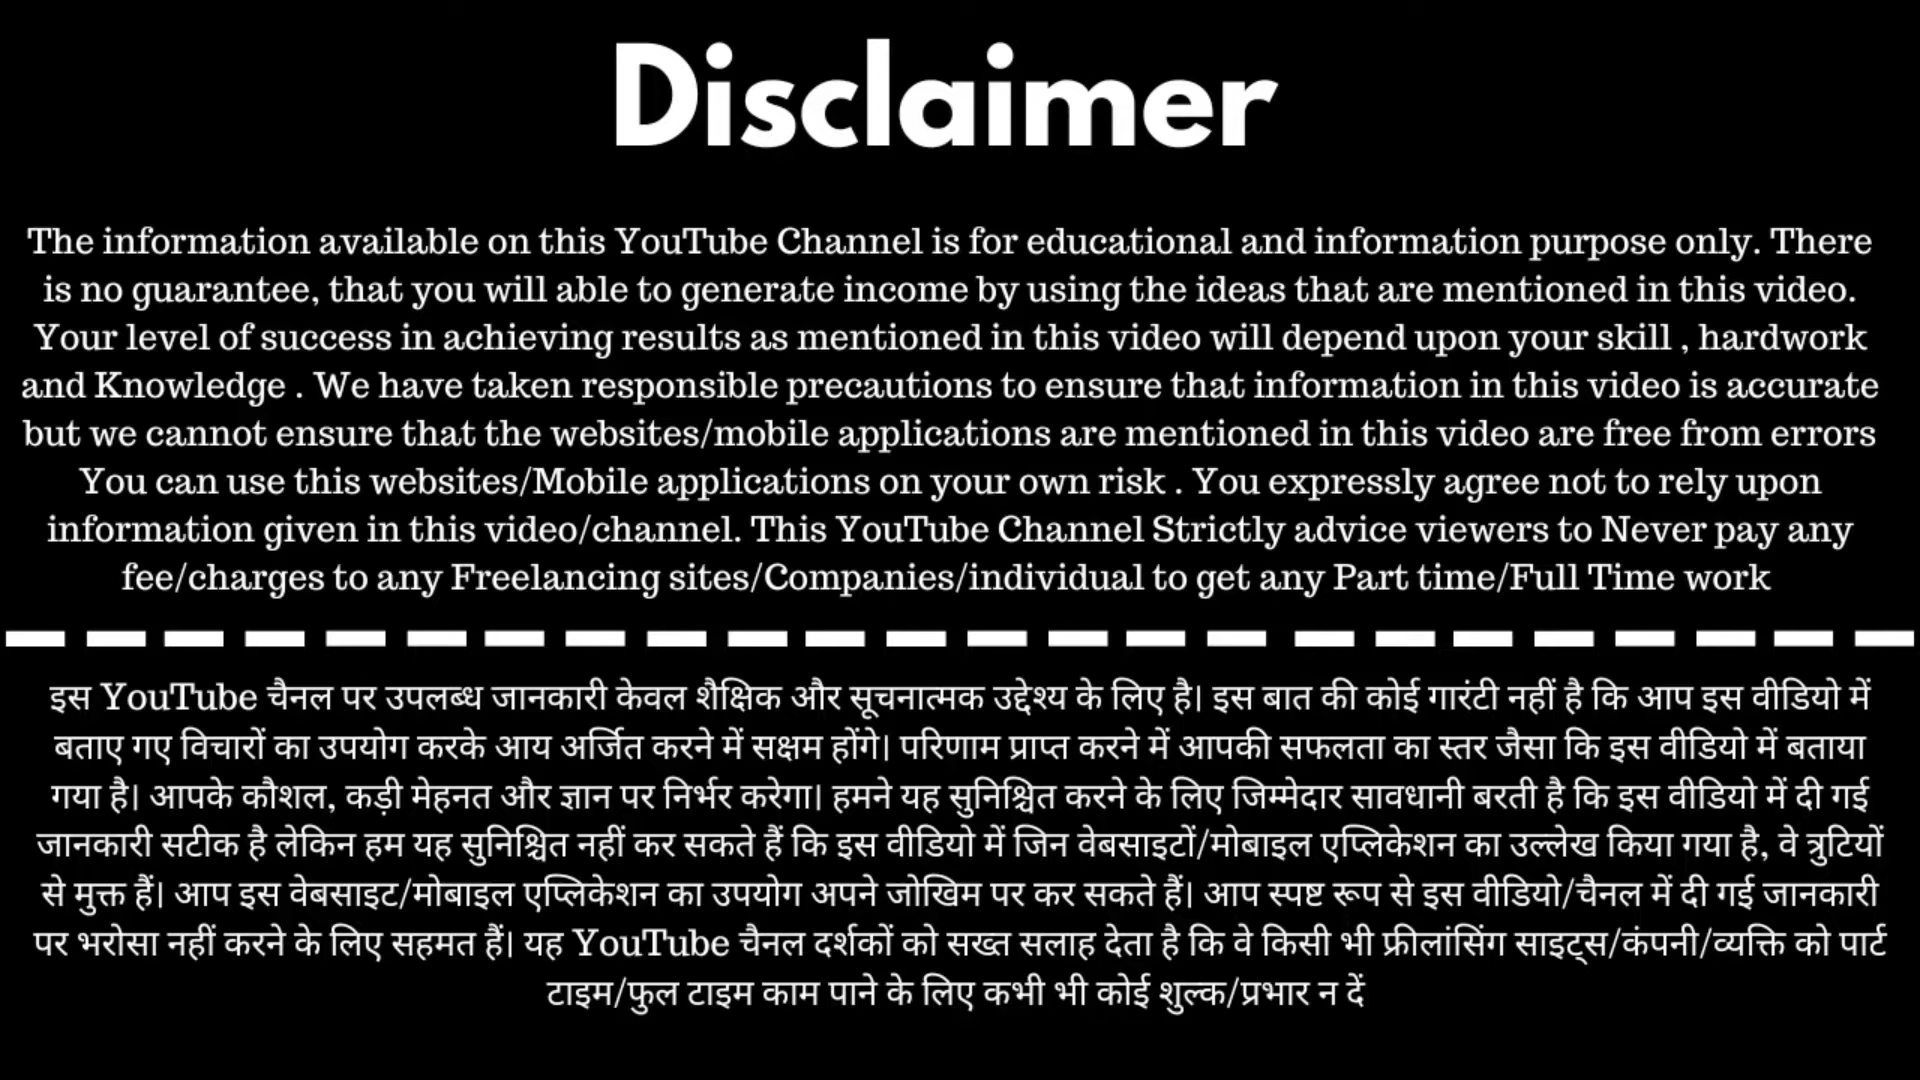 Disclaimer
The information available on this YouTube Channel is for educational and information purpose only. There
is no guarantee, that you will able to generate income by using the ideas that are mentioned in this video.
Your level of success in achieving results as mentioned in this video will depend upon your skill , hardwork
and Knowledge . We have taken responsible precautions to ensure that information in this video is accurate
but we cannot ensure that the websites/mobile applications are mentioned in this video are free from errors
You can use this websites/Mobile applications on your own risk . You expressly agree not to rely upon
information given in this video/channel. This YouTube Channel Strictly advice viewers to Never pay any
fee/charges to any Freelancing sites/Companies/individual to get any Part time/Full Time work
इस YouTube चैनल पर उपलब्ध जानकारी केवल शैक्षिक और सूचनात्मक उद्देश्य के लिए है। इस बात की कोई गारंटी नहीं है कि आप इस वीडियो में
बताए गए विचारों का उपयोग करके आय अर्जित करने में सक्षम होंगे। परिणाम प्राप्त करने में आपकी सफलता का स्तर जैसा कि इस वीडियो में बताया
गया है। आपके कौशल, कड़ी मेहनत और ज्ञान पर निर्भर करेगा। हमने यह सुनिश्चित करने के लिए जिम्मेदार सावधानी बरती है कि इस वीडियो में दी गई
जानकारी सटीक है लेकिन हम यह सुनिश्चित नहीं कर सकते हैं कि इस वीडियो में जिन वेबसाइटों/मोबाइल एप्लिकेशन का उल्लेख किया गया है, वे त्रुटियों
से मुक्त हैं। आप इस वेबसाइट/मोबाइल एप्लिकेशन का उपयोग अपने जोखिम पर कर सकते हैं। आप स्पष्ट रूप से इस वीडियो/चैनल में दी गई जानकारी
पर भरोसा नहीं करने के लिए सहमत हैं। यह YouTube चैनल दर्शकों को सख्त सलाह देता है कि वे किसी भी फ्रीलांसिंग साइट्स/कंपनी/व्यक्ति को पार्ट
टाइम/फुल टाइम काम पाने के लिए कभी भी कोई शुल्क/प्रभार न दें